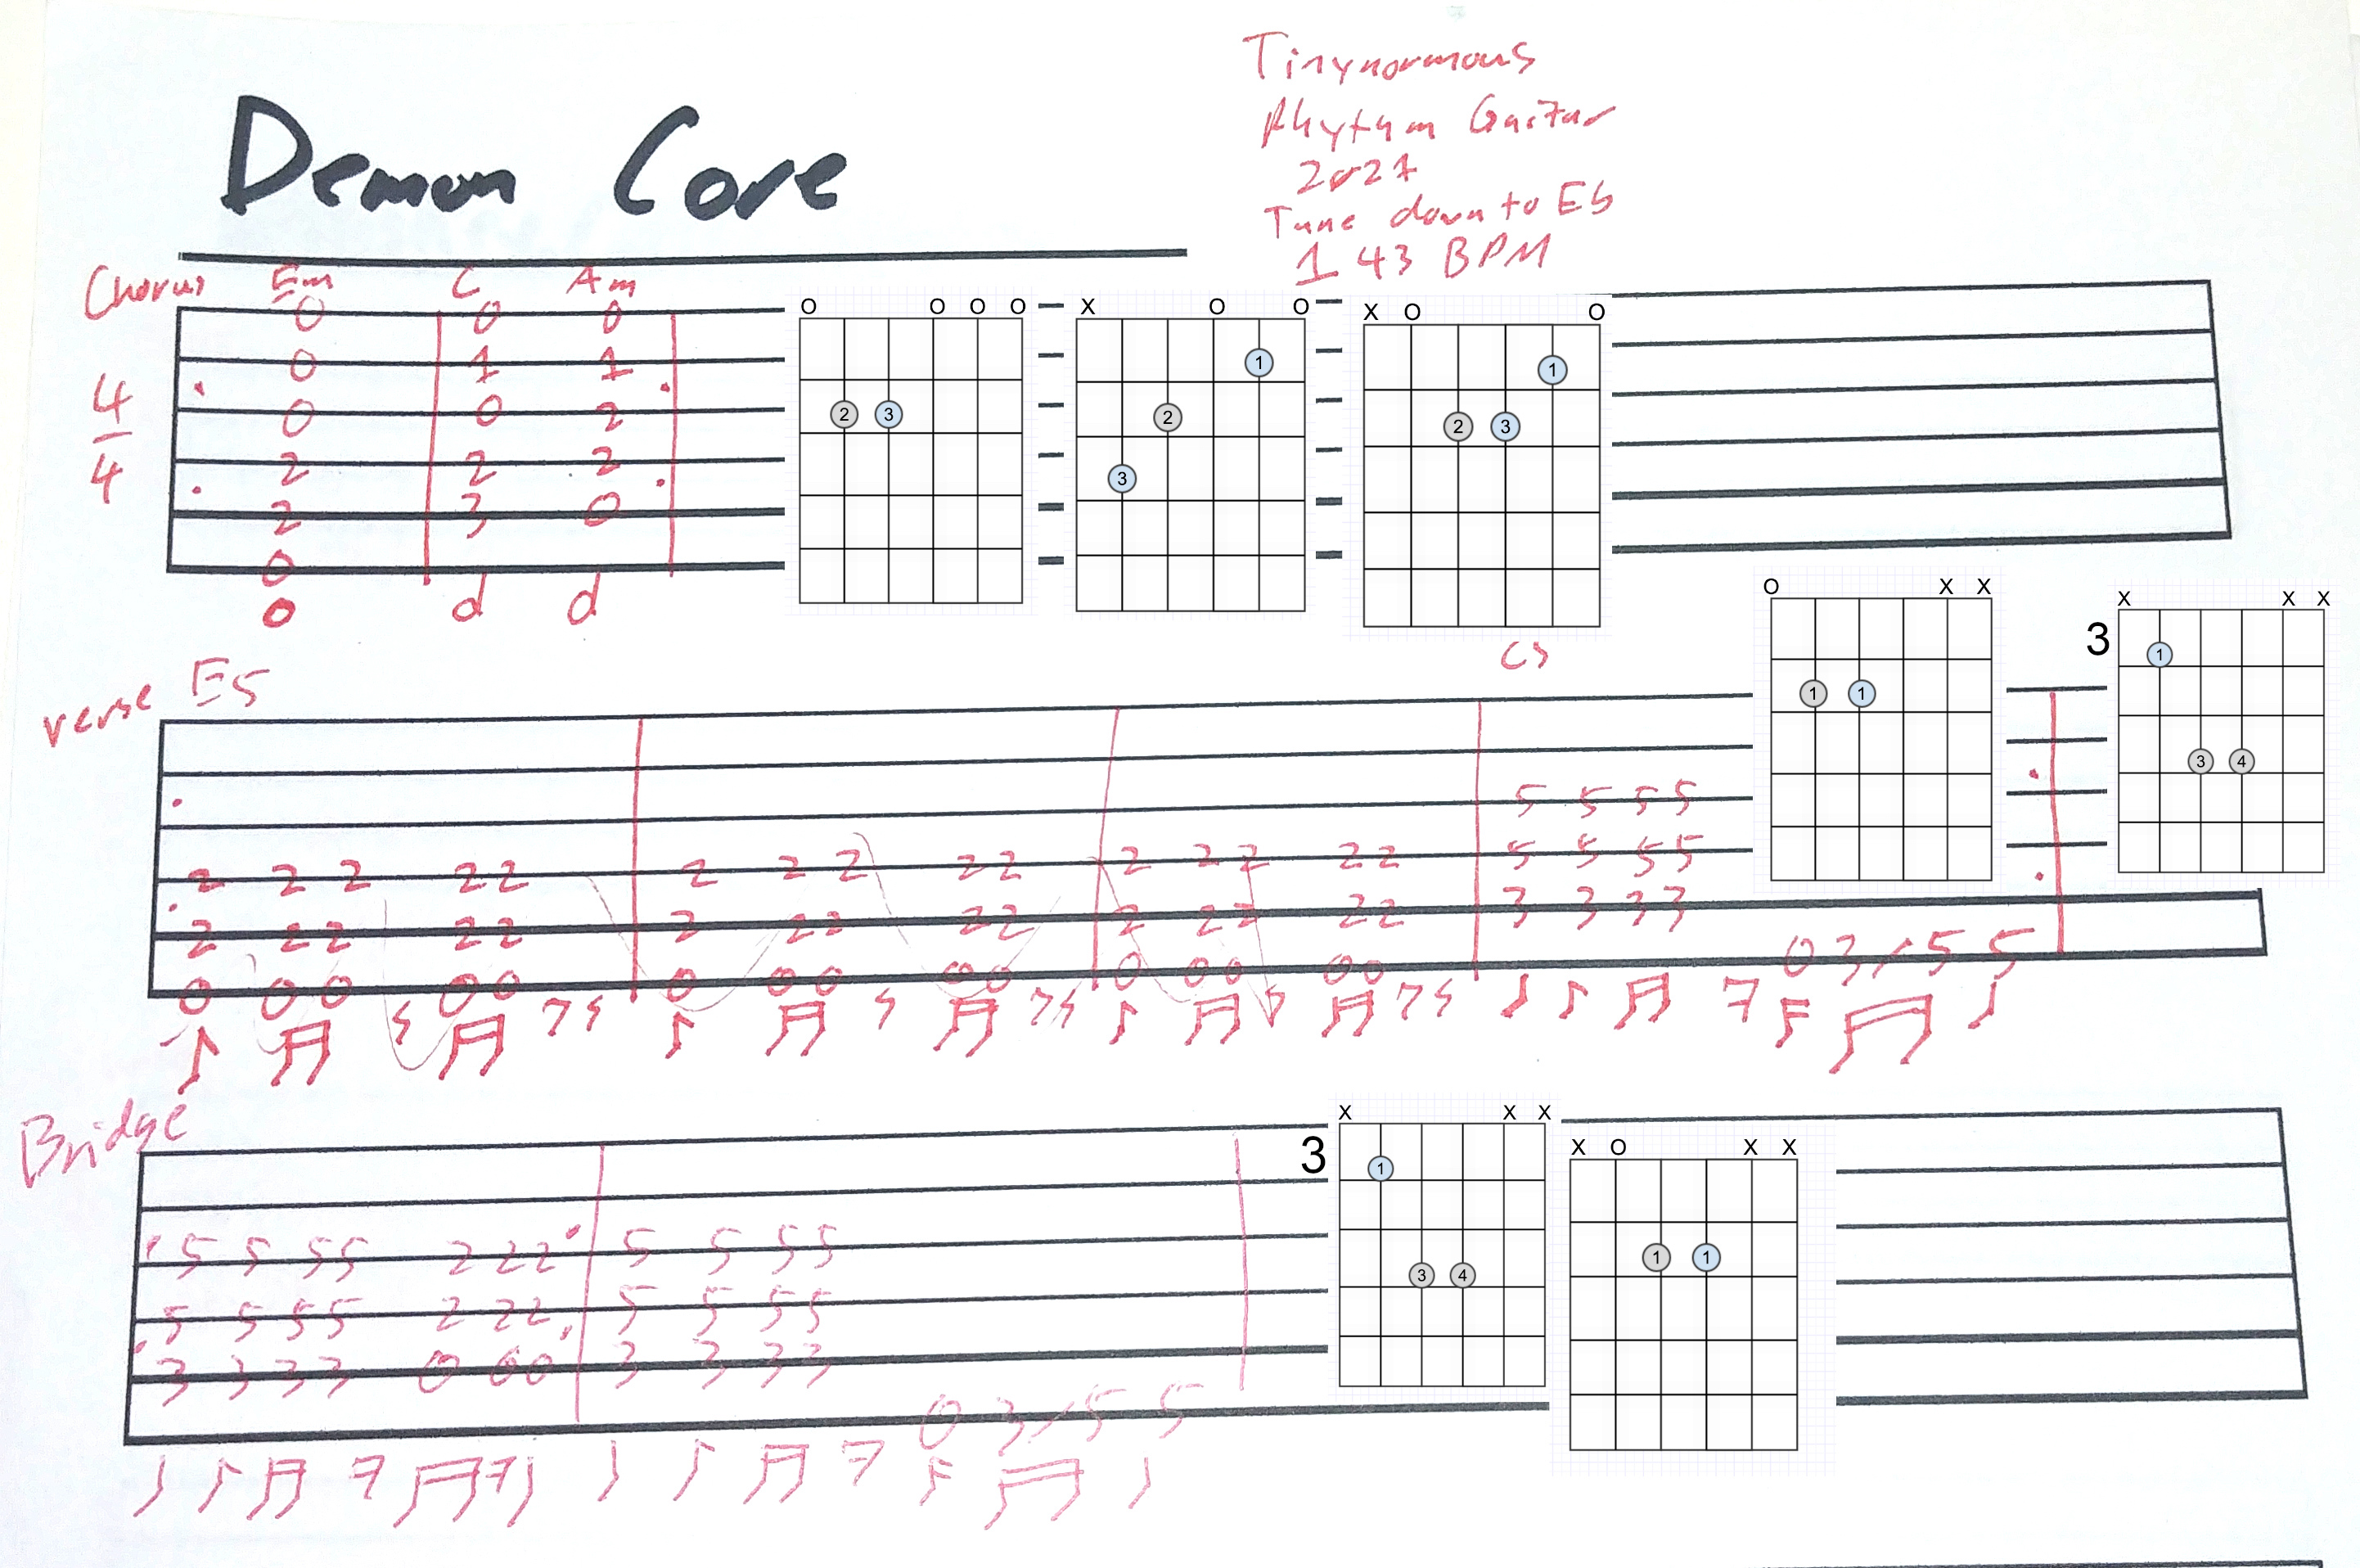 Demon Core
Tinynormous
Rhythm Guitar
2021
Tune down to Eb
143 BPM
Chorus Em C Am
0 0 0
0 1 1
0 0 2
2 2 2
2 3 0
0
4
4
O O O O
2 3
X O O
1
2
3
X O O
1
2 3
C5
verse E5
5 5 5 5
2 2 2 2 2 2 2 2 2 2 2 2 2 2 2 5 5 5 5
2 2 2 2 2 2 2 2 2 2 2 2 2 2 2 3 3 3 3
0 0 0 0 0 0 0 0 0 0 0 0 0 0 0 0 3/5 5
O X X
1 1
X X X
3
1
3 4
Bridge
5 5 5 5 2 2 2 5 5 5 5
5 5 5 5 2 2 2 5 5 5 5
3 3 3 3 0 0 0 3 3 3 3
0 3/5 5
X X X
3
1
3 4
X O X X
1 1